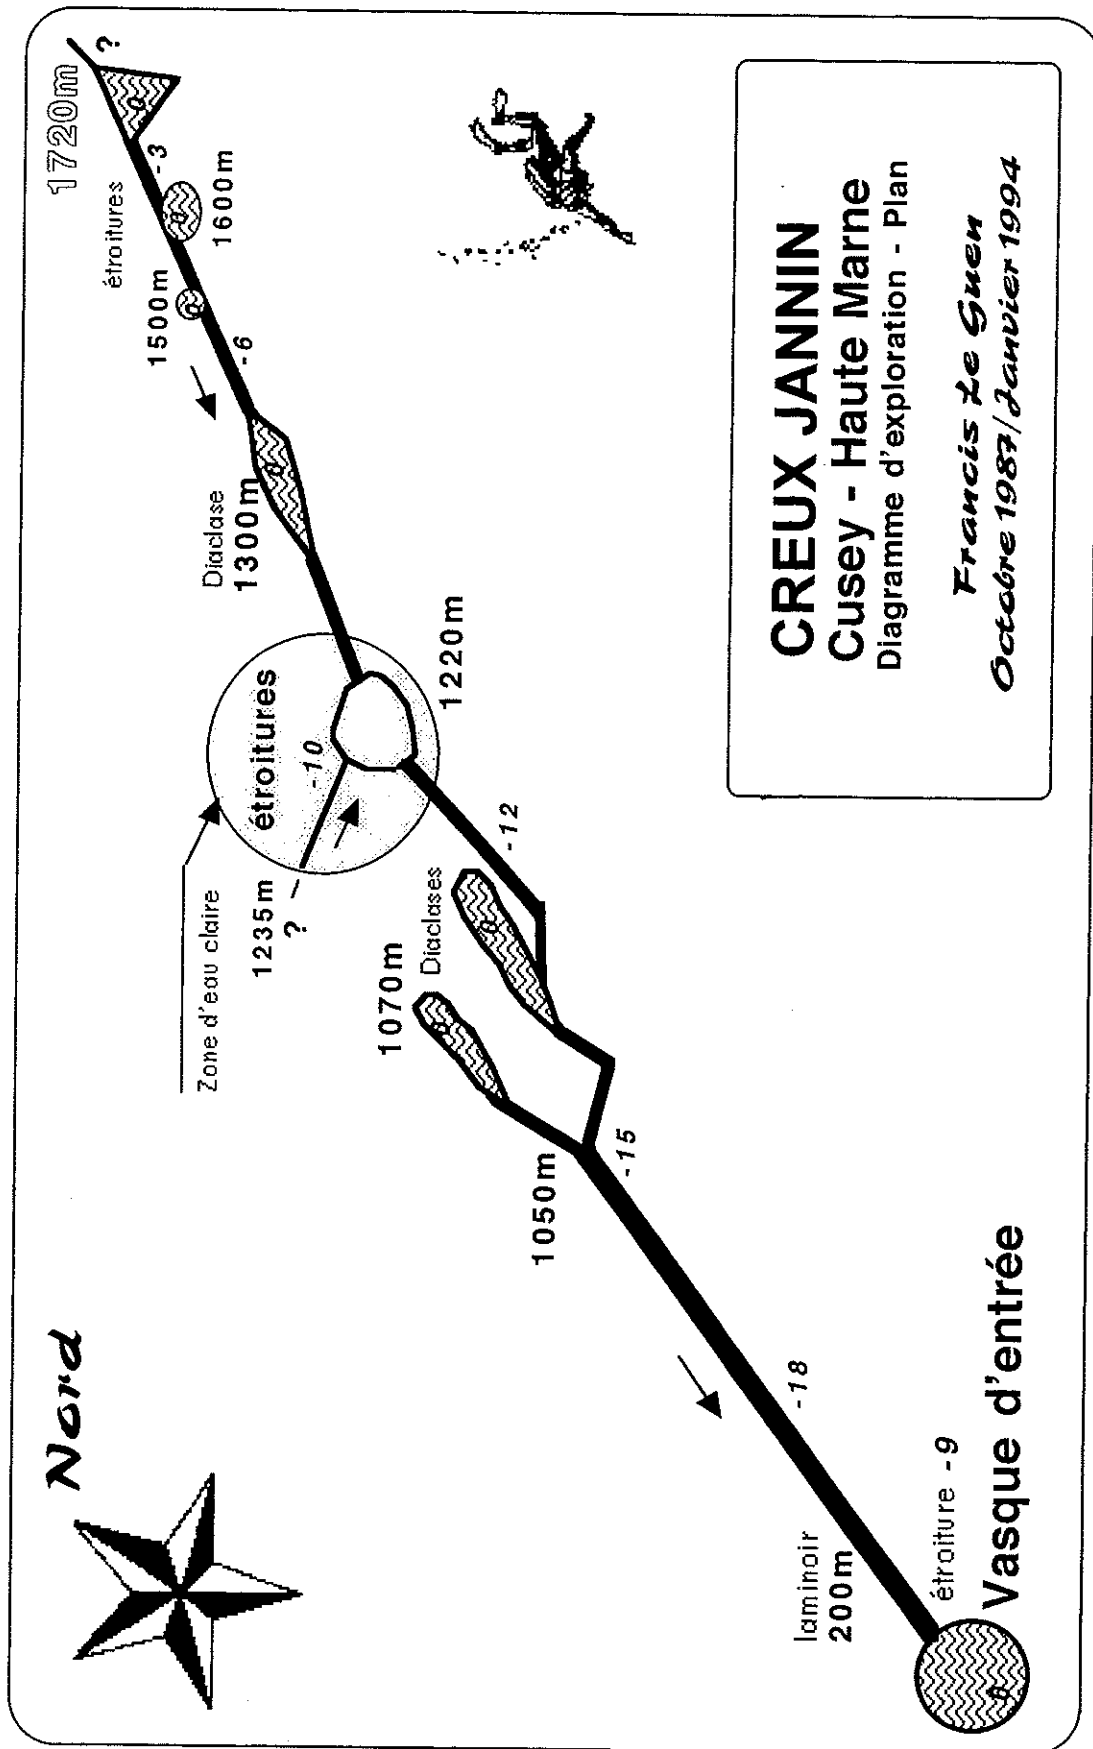 Nord
1720m
?
étroitures
-3
1600m
1500m
-6
Diaclase
1300m
étroitures
-10
1220m
Zone d'eau claire
1235m
?
-12
Diaclases
1070m
1050m
-15
-18
laminoir
200m
étroiture -9
Vasque d'entrée
CREUX JANNIN
Cusey - Haute Marne
Diagramme d'exploration - Plan
Francis Le Guen
Octobre 1987/Janvier 1994